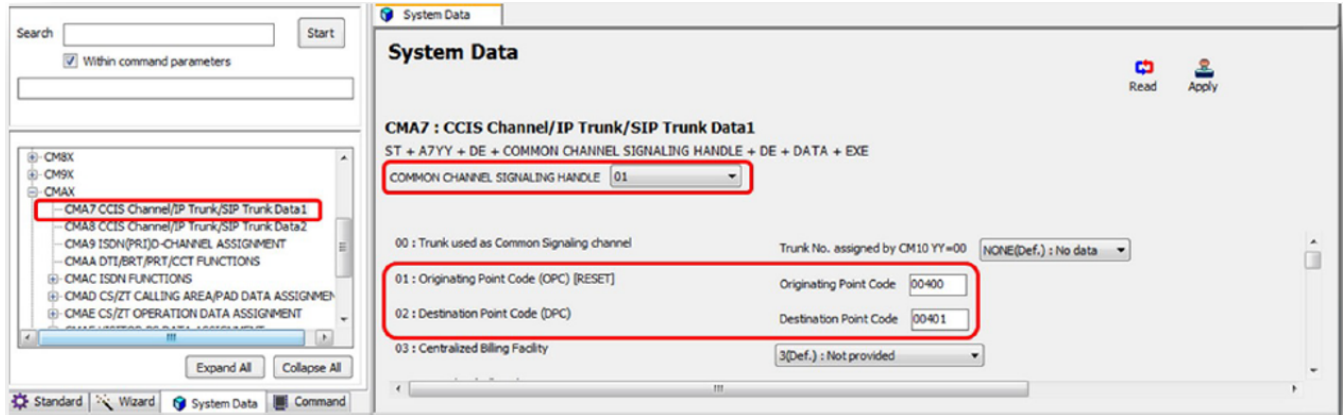 Search
Start
Within command parameters
CM8X
CM9X
CMAX
CMA7 CCIS Channel/IP Trunk/SIP Trunk Data1
CMA8 CCIS Channel/IP Trunk/SIP Trunk Data2
CMA9 ISDN(PRI)D-CHANNEL ASSIGNMENT
CMAA DTI/BRT/PRT/CCT FUNCTIONS
CMAC ISDN FUNCTIONS
CMAD CS/ZT CALLING AREA/PAD DATA ASSIGNMEN
CMAE CS/ZT OPERATION DATA ASSIGNMENT
Expand All Collapse All
Standard Wizard System Data Command
System Data
System Data
Read Apply
CMA7 : CCIS Channel/IP Trunk/SIP Trunk Data1
ST + A7YY + DE + COMMON CHANNEL SIGNALING HANDLE + DE + DATA + EXE
COMMON CHANNEL SIGNALING HANDLE 01
00 : Trunk used as Common Signaling channel Trunk No. assigned by CM10 YY=00 NONE(Def.) : No data
01 : Originating Point Code (OPC) [RESET] Originating Point Code 00400
02 : Destination Point Code (DPC) Destination Point Code 00401
03 : Centralized Billing Facility 3(Def.) : Not provided